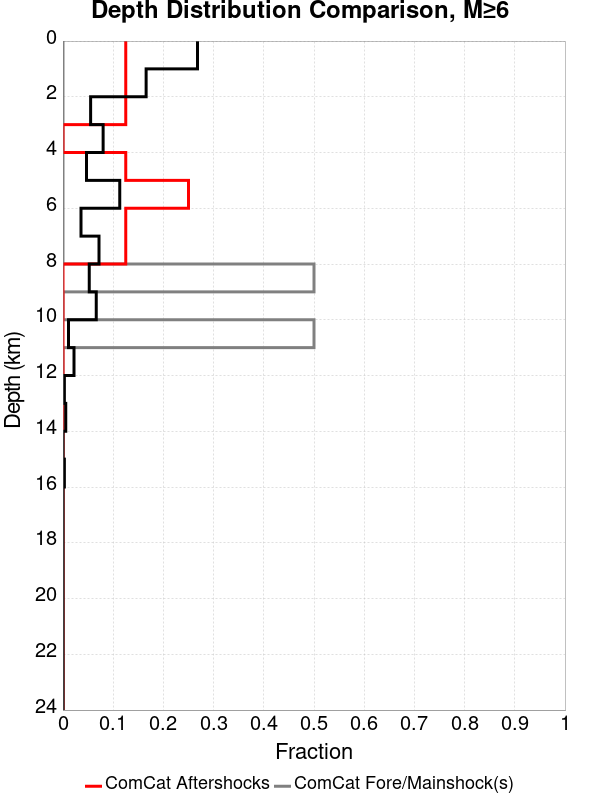 Depth Distribution Comparison, M≥6
0
2
4
6
8
10
12
14
16
18
20
22
24
Depth (km)
0 0.1 0.2 0.3 0.4 0.5 0.6 0.7 0.8 0.9 1
Fraction
ComCat Aftershocks ComCat Fore/Mainshock(s)